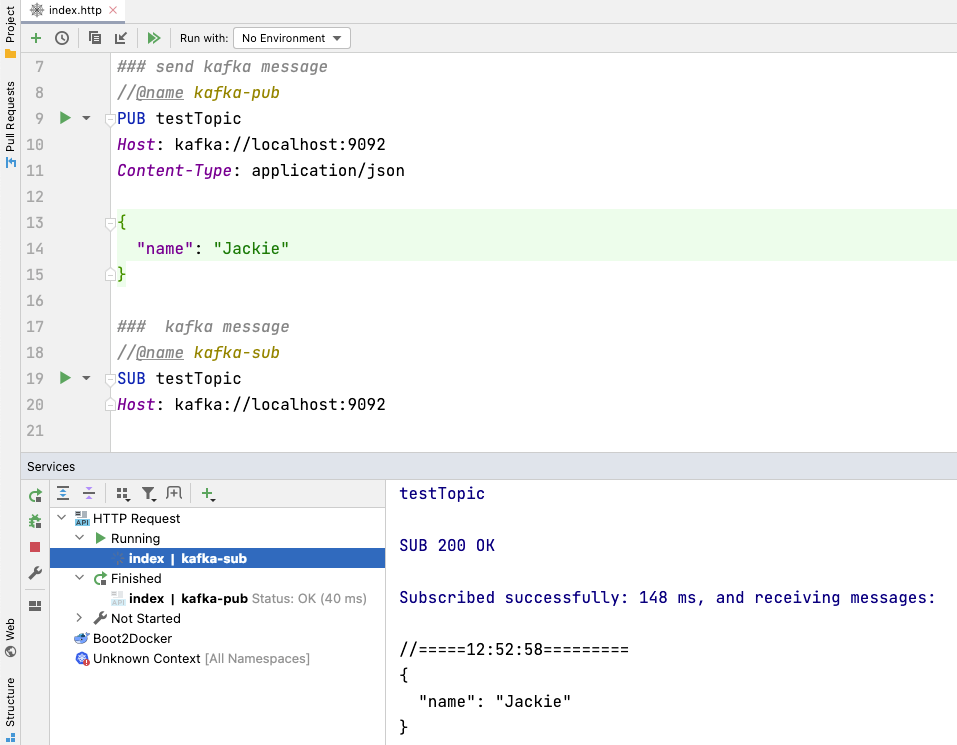 Project
Pull Requests
Web
Structure
index.http
Run with: No Environment
7 ### send kafka message
8 //@name kafka-pub
9 PUB testTopic
10 Host: kafka://localhost:9092
11 Content-Type: application/json
12
13 {
14   "name": "Jackie"
15 }
16
17 ###  kafka message
18 //@name kafka-sub
19 SUB testTopic
20 Host: kafka://localhost:9092
21
Services
API HTTP Request
Running
index | kafka-sub
Finished
API index | kafka-pub Status: OK (40 ms)
Not Started
Boot2Docker
Unknown Context [All Namespaces]
testTopic
SUB 200 OK
Subscribed successfully: 148 ms, and receiving messages:
//=====12:52:58=========
{
  "name": "Jackie"
}